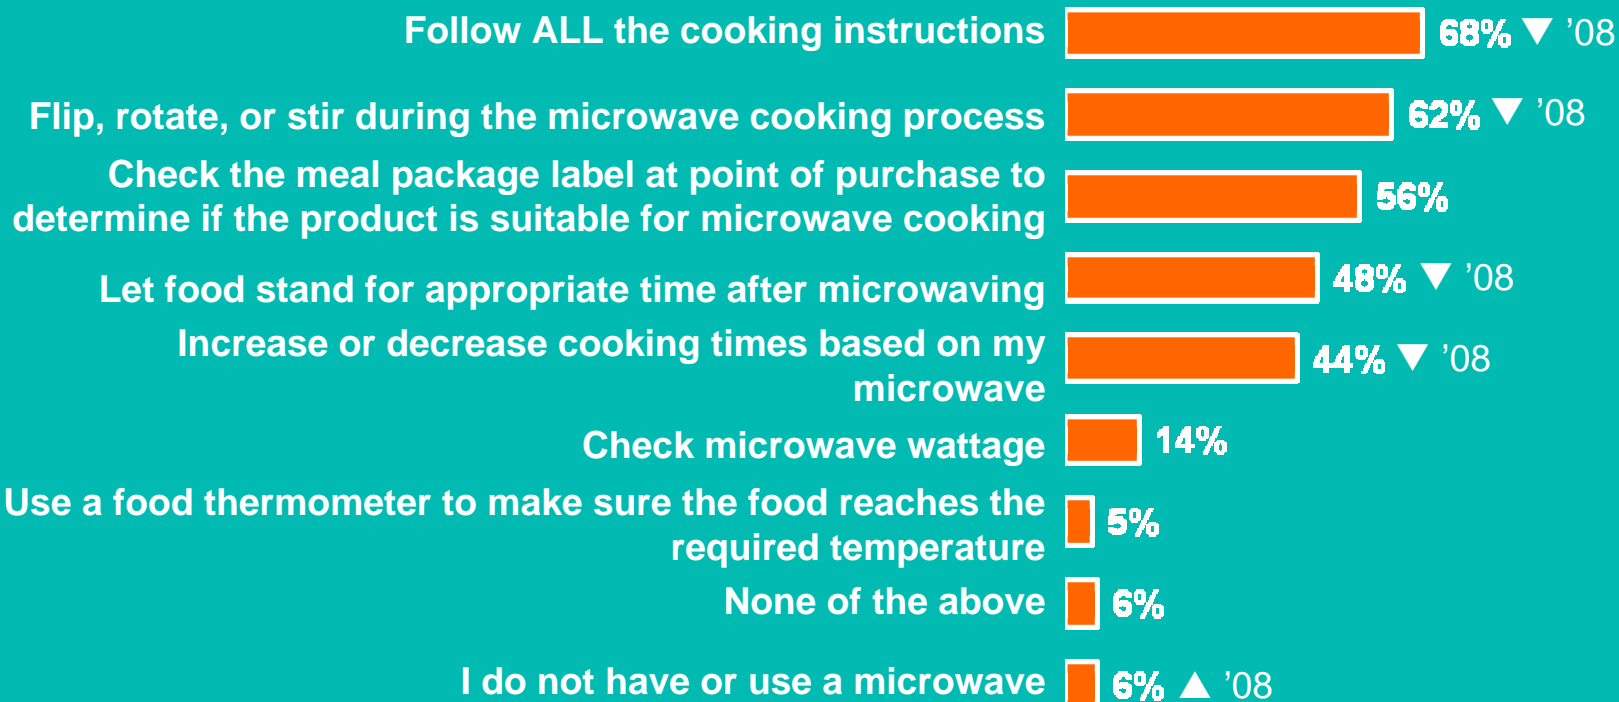 Follow ALL the cooking instructions 68% ▼ ’08
Flip, rotate, or stir during the microwave cooking process 62% ▼ ’08
Check the meal package label at point of purchase to
determine if the product is suitable for microwave cooking 56%
Let food stand for appropriate time after microwaving 48% ▼ ’08
Increase or decrease cooking times based on my
microwave 44% ▼ ’08
Check microwave wattage 14%
Use a food thermometer to make sure the food reaches the
required temperature 5%
None of the above 6%
I do not have or use a microwave 6% ▲ ’08